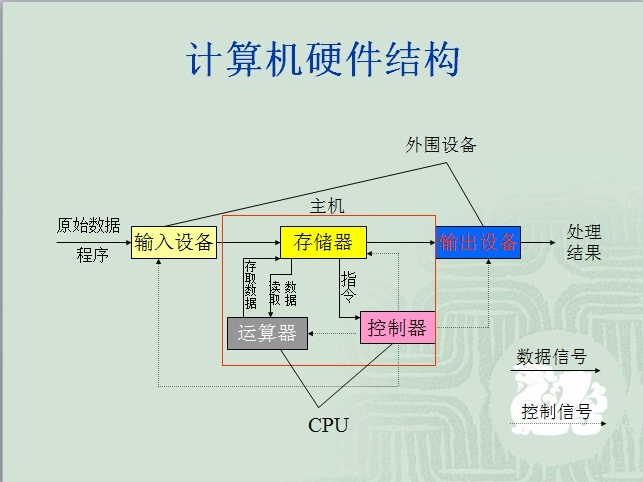 计算机硬件结构
外围设备
主机
原始数据
程序
输入设备
存储器
输出设备
处理
结果
存取数据
读取
数据
指令
运算器
控制器
数据信号
控制信号
CPU